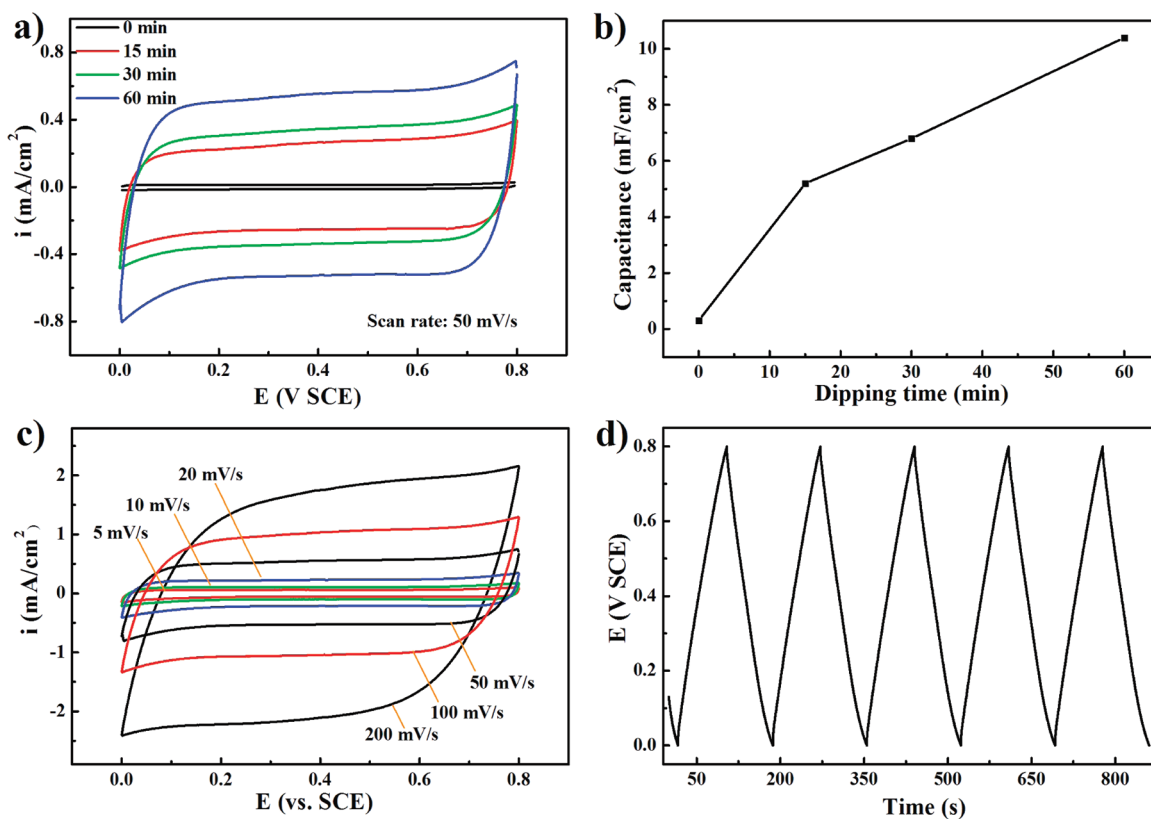 a)
0 min
15 min
30 min
60 min
0.8
0.4
0.0
-0.4
-0.8
i (mA/cm²)
Scan rate: 50 mV/s
0.0 0.2 0.4 0.6 0.8
E (V SCE)
b)
10
8
6
4
2
0
Capacitance (mF/cm²)
0 10 20 30 40 50 60
Dipping time (min)
c)
2
1
0
-1
-2
i (mA/cm²)
20 mV/s
10 mV/s
5 mV/s
50 mV/s
100 mV/s
200 mV/s
0.0 0.2 0.4 0.6 0.8
E (vs. SCE)
d)
0.8
0.6
0.4
0.2
0.0
E (V SCE)
50 200 350 500 650 800
Time (s)